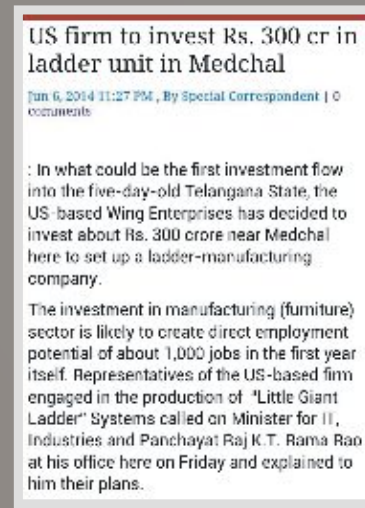 US firm to invest Rs. 300 cr in
ladder unit in Medchal
Jun 6, 2014 11:27 PM , By Special Correspondent | 0
comments
: In what could be the first investment flow
into the five-day-old Telangana State, the
US-based Wing Enterprises has decided to
invest about Rs. 300 crore near Medchal
here to set up a ladder-manufacturing
company.
The investment in manufacturing (furniture)
sector is likely to create direct employment
potential of about 1,000 jobs in the first year
itself. Representatives of the US-based firm
engaged in the production of "Little Giant
Ladder" Systems called on Minister for IT,
Industries and Panchayat Raj K.T. Rama Rao
at his office here on Friday and explained to
him their plans.